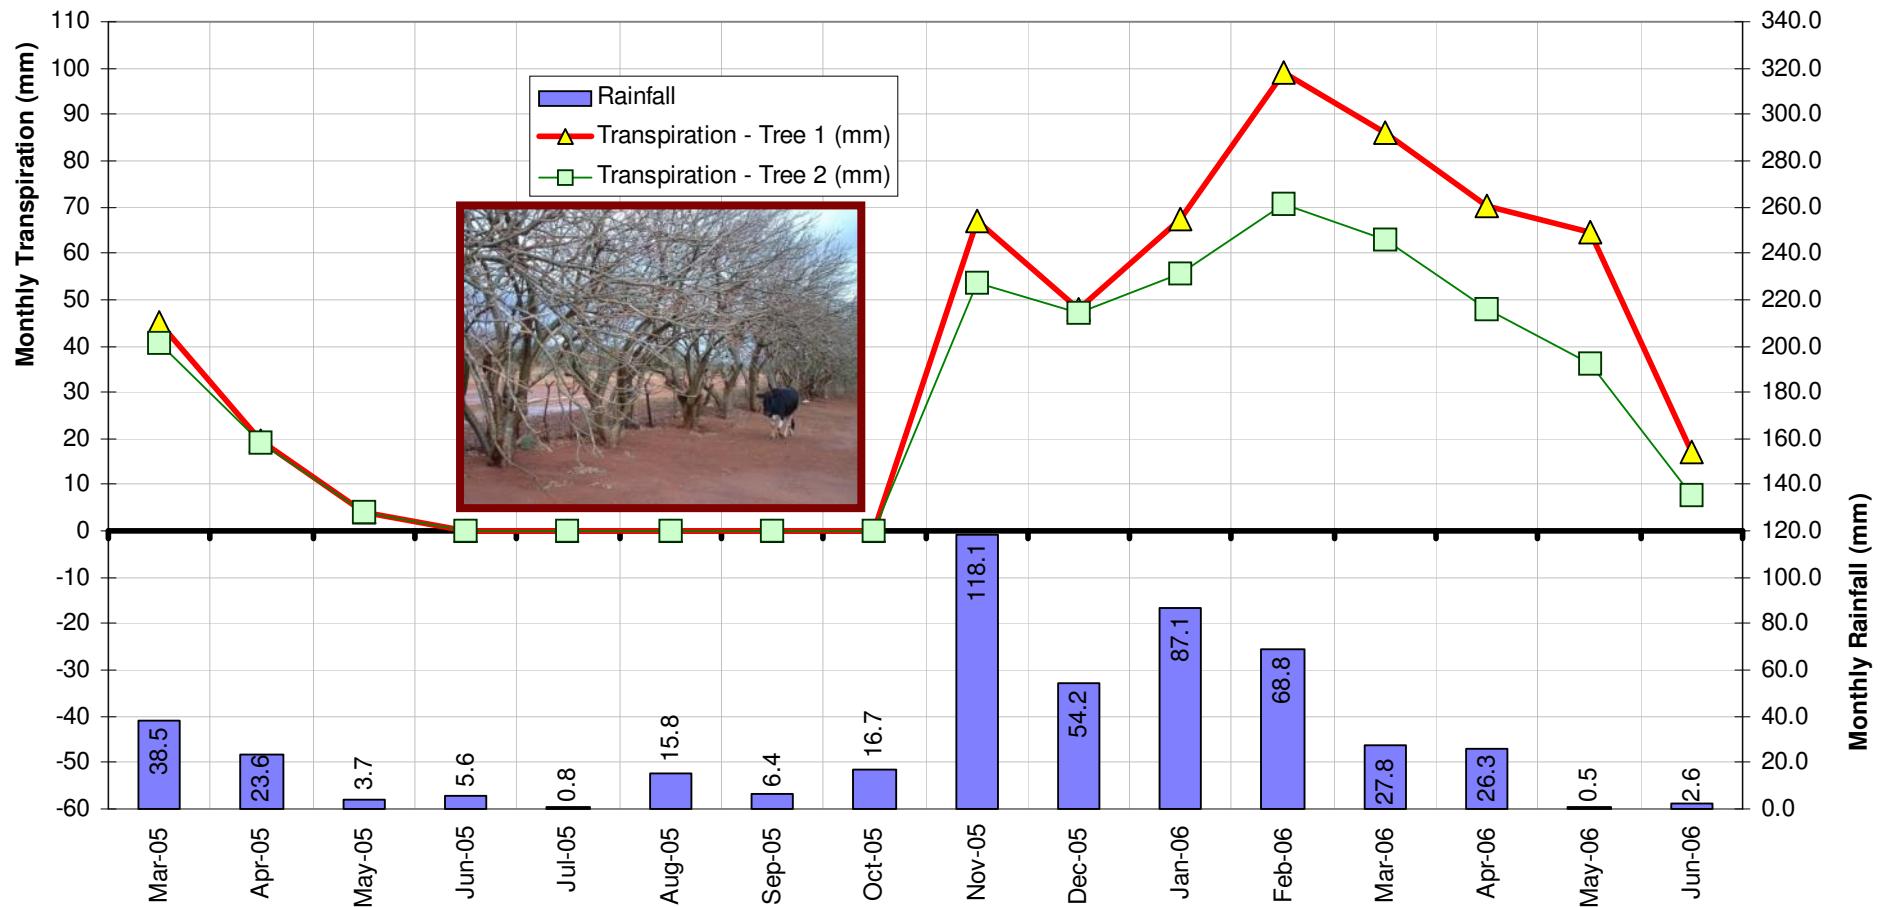 110
100
90
80
70
60
50
40
30
20
10
0
-10
-20
-30
-40
-50
-60
Monthly Transpiration (mm)
Rainfall
Transpiration - Tree 1 (mm)
Transpiration - Tree 2 (mm)
340.0
320.0
300.0
280.0
260.0
240.0
220.0
200.0
180.0
160.0
140.0
120.0
100.0
80.0
60.0
40.0
20.0
0.0
Monthly Rainfall (mm)
38.5
23.6
3.7
5.6
0.8
15.8
6.4
16.7
118.1
54.2
87.1
68.8
27.8
26.3
0.5
2.6
Mar-05
Apr-05
May-05
Jun-05
Jul-05
Aug-05
Sep-05
Oct-05
Nov-05
Dec-05
Jan-06
Feb-06
Mar-06
Apr-06
May-06
Jun-06